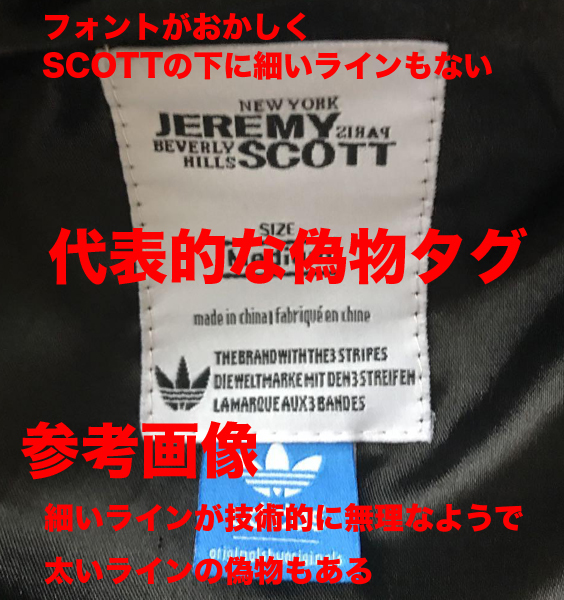 フォントがおかしく
SCOTTの下に細いラインもない
NEW YORK
JEREMY PARIS
BEVERLY HILLS SCOTT
SIZE
代表的な偽物タグ
made in china | fabriqué en chine
THE BRAND WITH THE 3 STRIPES
DIE WELTMARKE MIT DEN 3 STREIFEN
LA MARQUE AUX 3 BANDES
参考画像
細いラインが技術的に無理なようで
太いラインの偽物もある